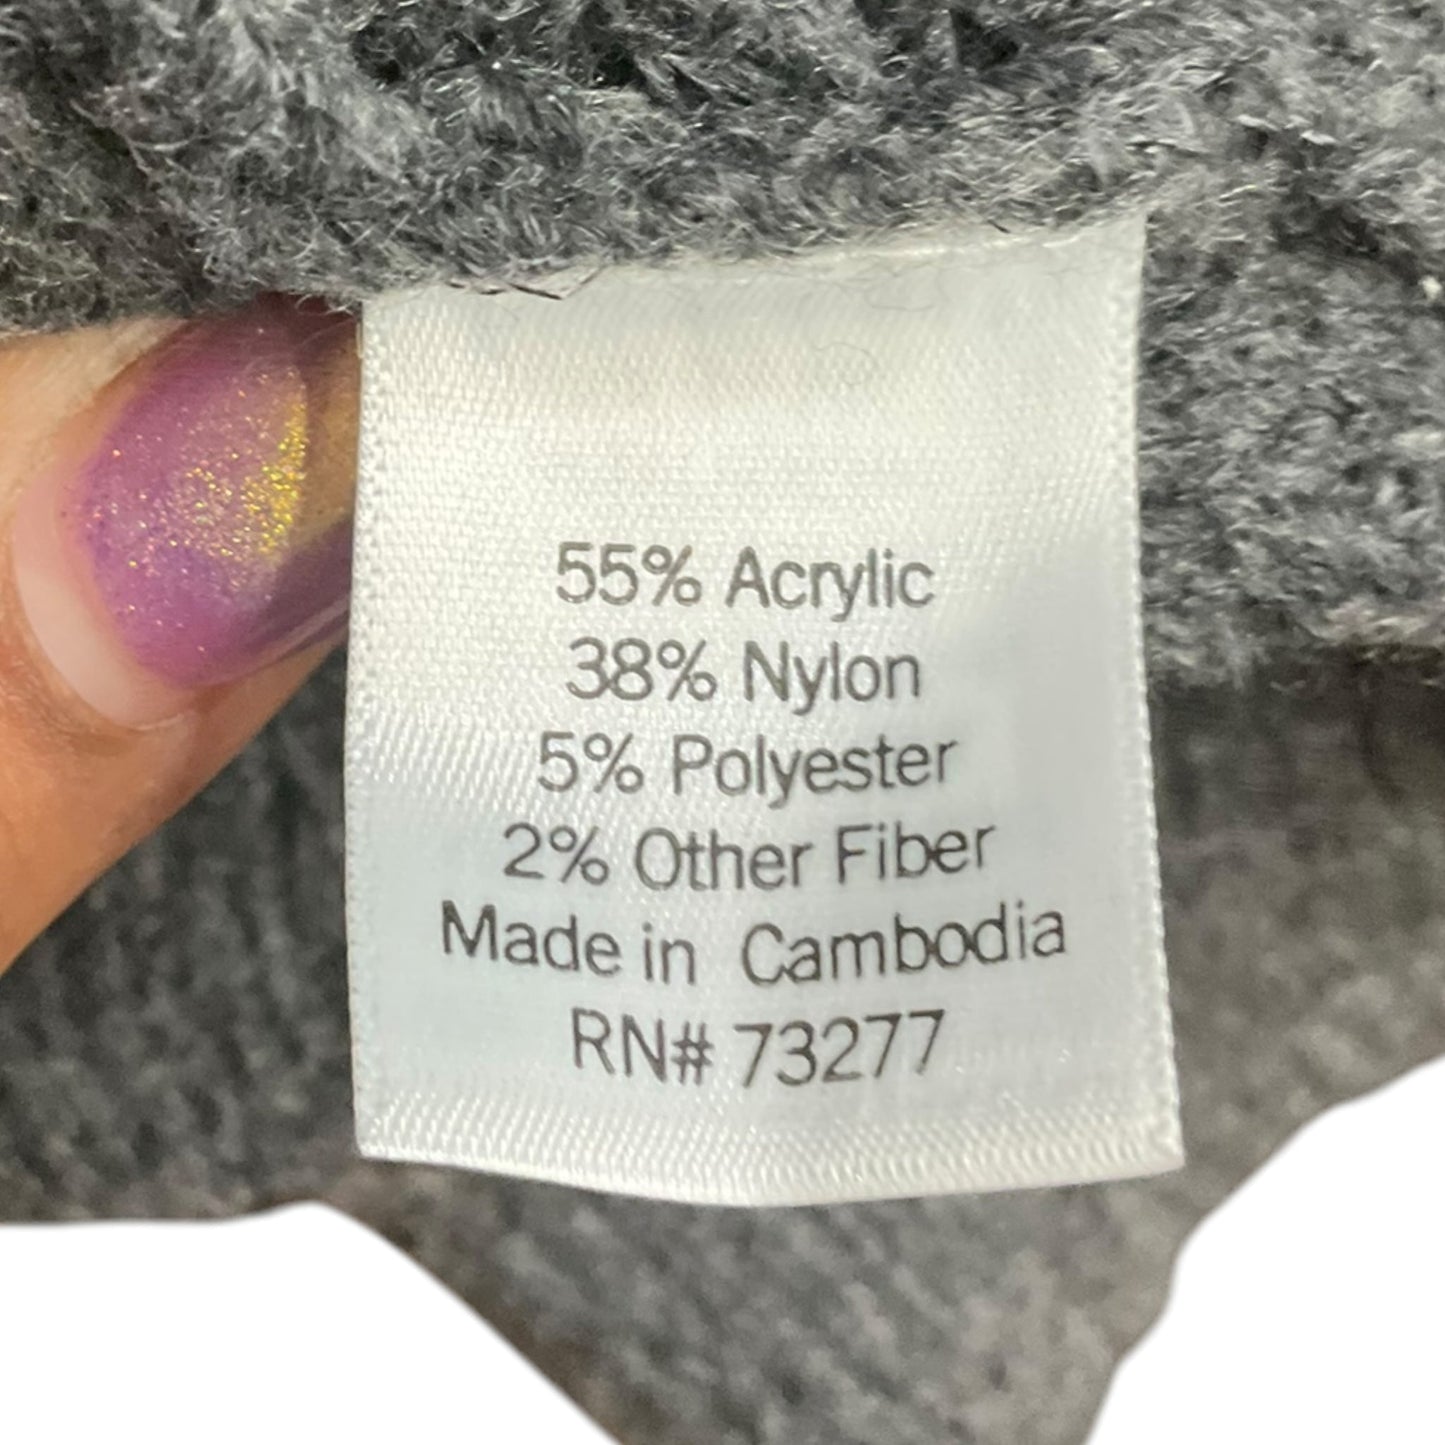 55% Acrylic
38% Nylon
5% Polyester
2% Other Fiber
Made in Cambodia
RN# 73277